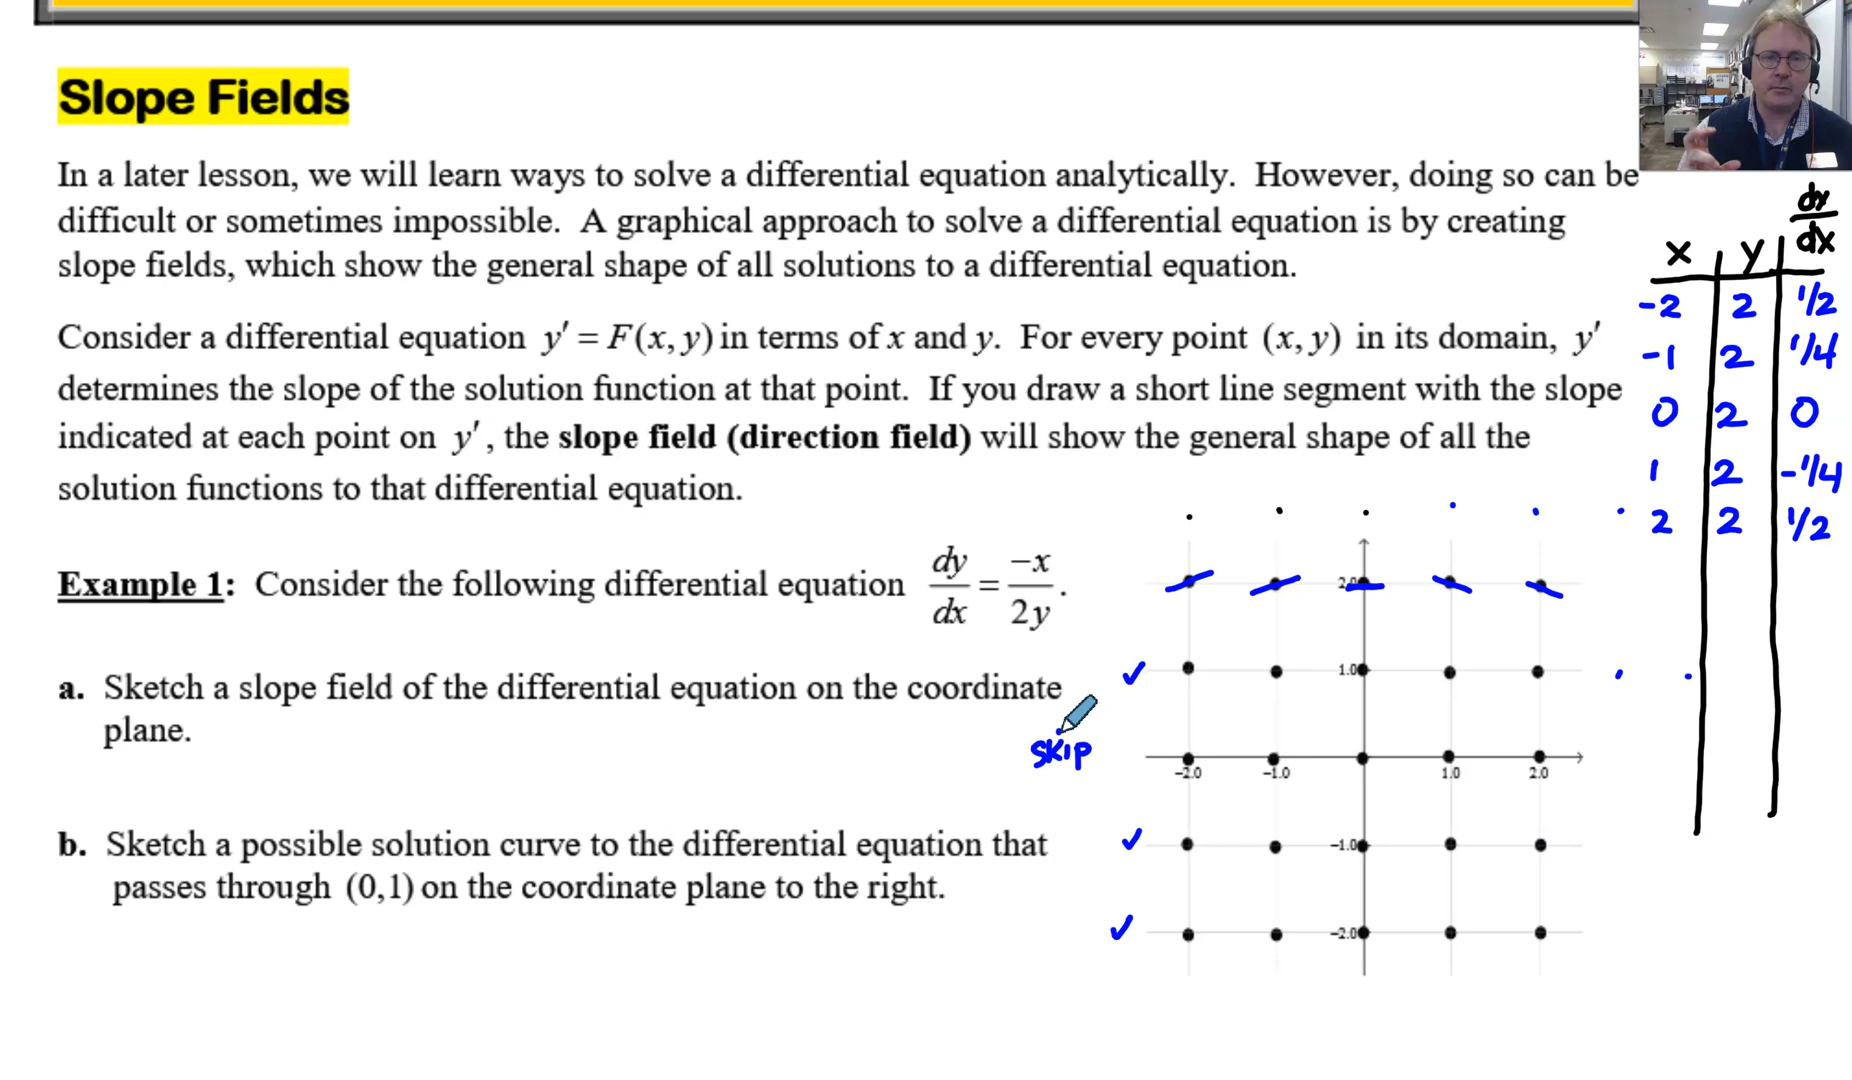 Slope Fields
In a later lesson, we will learn ways to solve a differential equation analytically. However, doing so can be
difficult or sometimes impossible. A graphical approach to solve a differential equation is by creating
slope fields, which show the general shape of all solutions to a differential equation.
Consider a differential equation y' = F(x, y) in terms of x and y. For every point (x, y) in its domain, y'
determines the slope of the solution function at that point. If you draw a short line segment with the slope
indicated at each point on y', the slope field (direction field) will show the general shape of all the
solution functions to that differential equation.
Example 1: Consider the following differential equation dy/dx = -x/2y.
a. Sketch a slope field of the differential equation on the coordinate
plane.
SKIP
b. Sketch a possible solution curve to the differential equation that
passes through (0,1) on the coordinate plane to the right.
2.0
1.0
-2.0 -1.0 1.0 2.0
-1.0
-2.0
x y dy/dx
-2 2 1/2
-1 2 1/4
0 2 0
1 2 -1/4
2 2 1/2